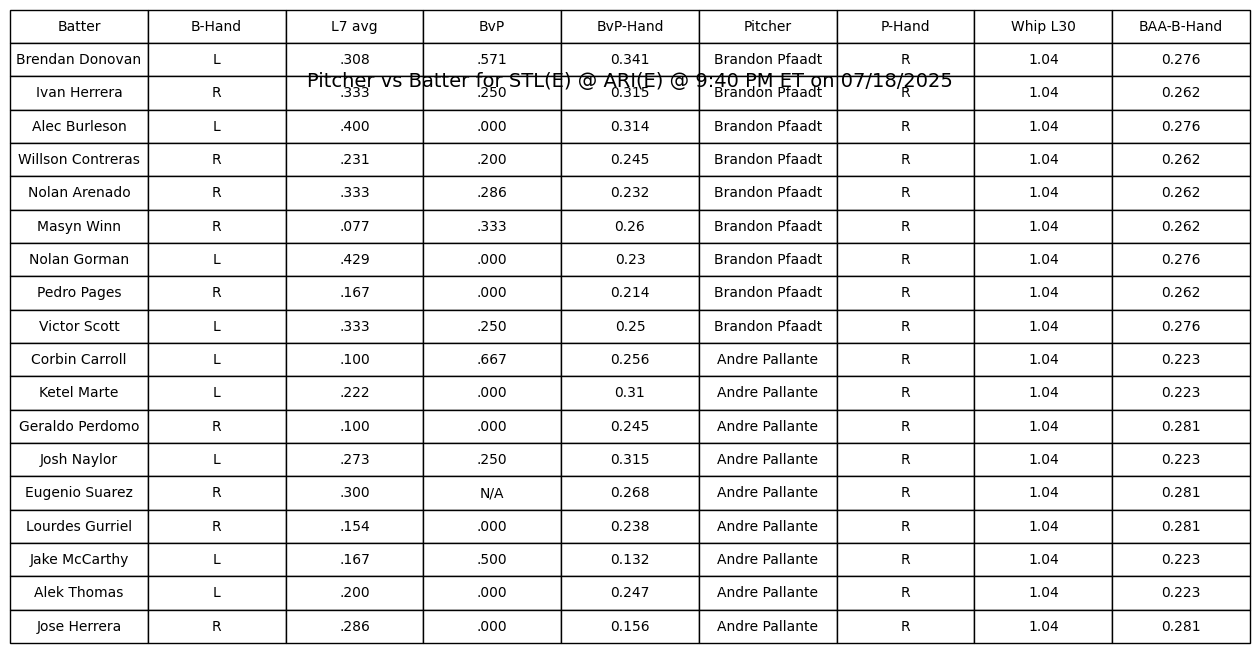 Batter B-Hand L7 avg BvP BvP-Hand Pitcher P-Hand Whip L30 BAA-B-Hand
Brendan Donovan L .308 .571 0.341 Brandon Pfaadt R 1.04 0.276
Pitcher vs Batter for STL(E) @ ARI(E) @ 9:40 PM ET on 07/18/2025
Ivan Herrera R .333 .250 0.315 Brandon Pfaadt R 1.04 0.262
Alec Burleson L .400 .000 0.314 Brandon Pfaadt R 1.04 0.276
Willson Contreras R .231 .200 0.245 Brandon Pfaadt R 1.04 0.262
Nolan Arenado R .333 .286 0.232 Brandon Pfaadt R 1.04 0.262
Masyn Winn R .077 .333 0.26 Brandon Pfaadt R 1.04 0.262
Nolan Gorman L .429 .000 0.23 Brandon Pfaadt R 1.04 0.276
Pedro Pages R .167 .000 0.214 Brandon Pfaadt R 1.04 0.262
Victor Scott L .333 .250 0.25 Brandon Pfaadt R 1.04 0.276
Corbin Carroll L .100 .667 0.256 Andre Pallante R 1.04 0.223
Ketel Marte L .222 .000 0.31 Andre Pallante R 1.04 0.223
Geraldo Perdomo R .100 .000 0.245 Andre Pallante R 1.04 0.281
Josh Naylor L .273 .250 0.315 Andre Pallante R 1.04 0.223
Eugenio Suarez R .300 N/A 0.268 Andre Pallante R 1.04 0.281
Lourdes Gurriel R .154 .000 0.238 Andre Pallante R 1.04 0.281
Jake McCarthy L .167 .500 0.132 Andre Pallante R 1.04 0.223
Alek Thomas L .200 .000 0.247 Andre Pallante R 1.04 0.223
Jose Herrera R .286 .000 0.156 Andre Pallante R 1.04 0.281